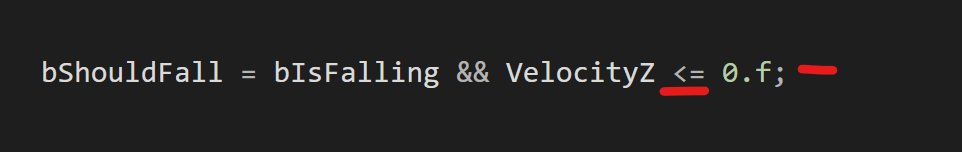 bShouldFall = bIsFalling && VelocityZ <= 0.f;